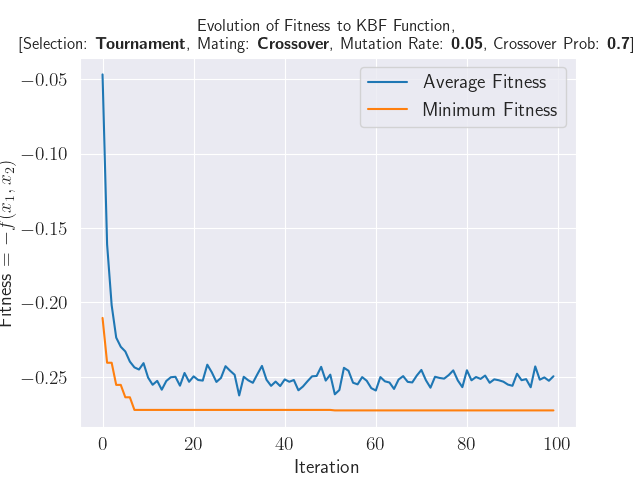 Evolution of Fitness to KBF Function,
[Selection: Tournament, Mating: Crossover, Mutation Rate: 0.05, Crossover Prob: 0.7]
Average Fitness
Minimum Fitness
Fitness = −f(x₁, x₂)
−0.05
−0.10
−0.15
−0.20
−0.25
0 20 40 60 80 100
Iteration